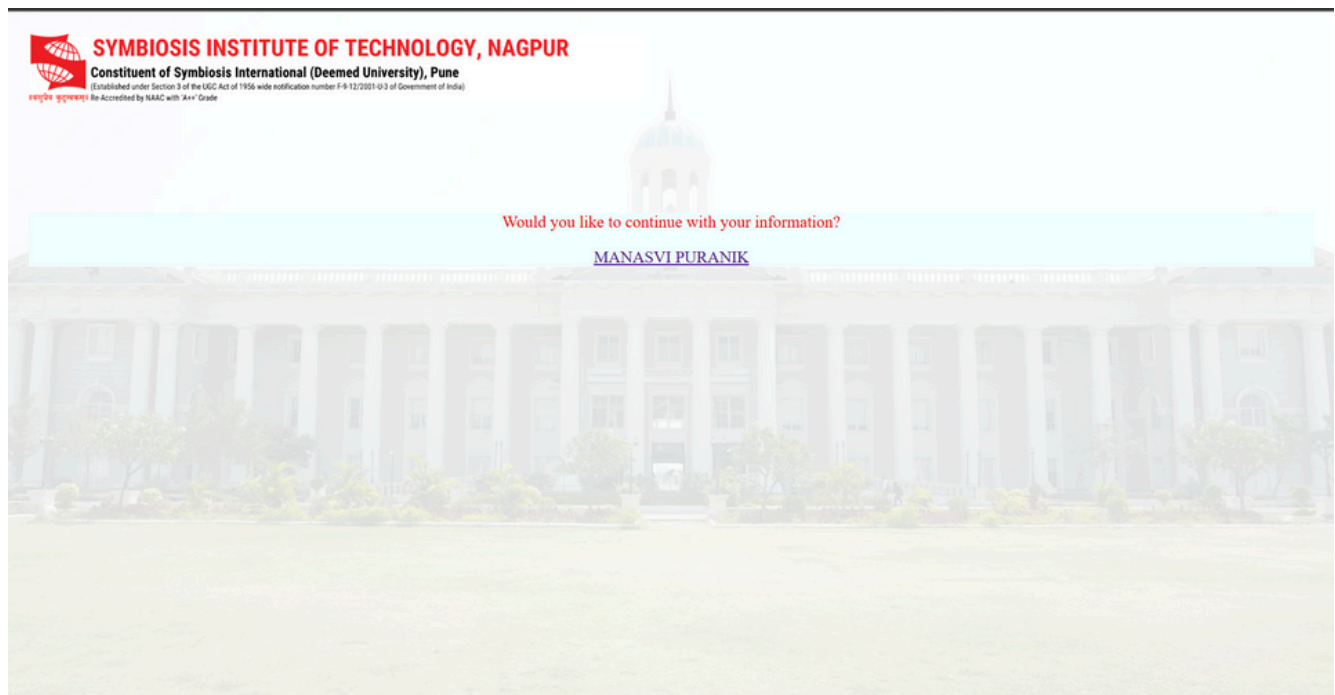 SYMBIOSIS INSTITUTE OF TECHNOLOGY, NAGPUR
Constituent of Symbiosis International (Deemed University), Pune
(Established under Section 3 of the UGC Act of 1956 wide notification number F-9-12/2001-U-3 of Government of India)
॥वसुधैव कुटुम्बकम्॥ Re-Accredited by NAAC with 'A++' Grade
Would you like to continue with your information?
MANASVI PURANIK